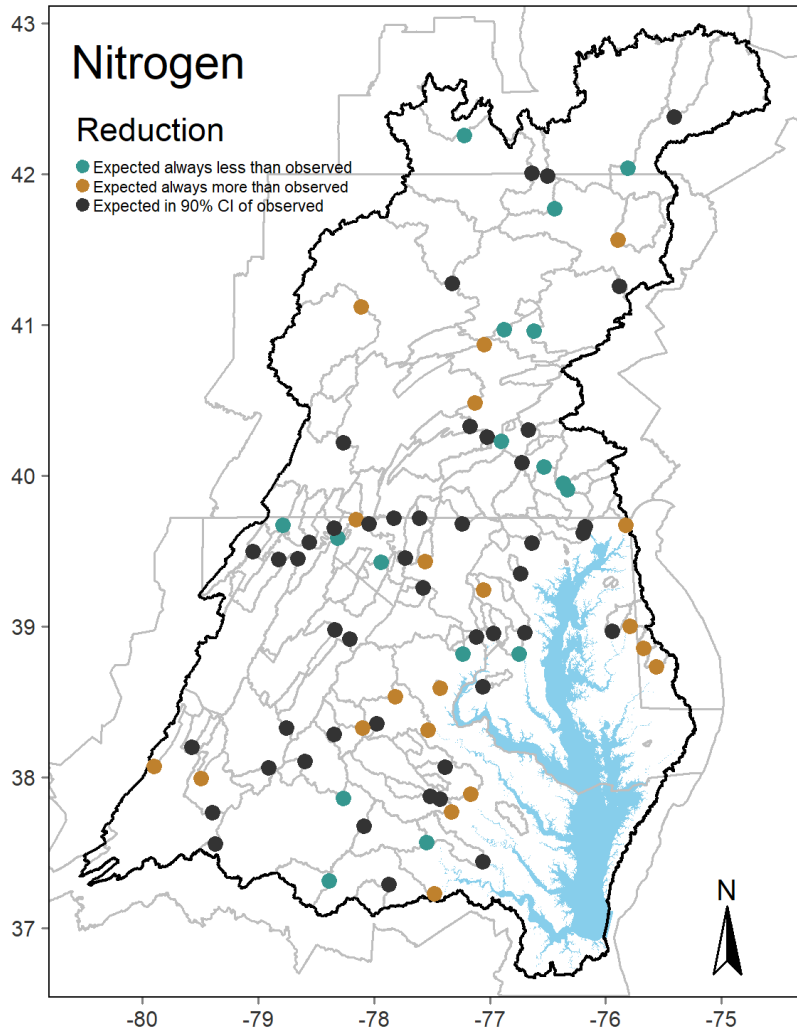 Nitrogen
Reduction
Expected always less than observed
Expected always more than observed
Expected in 90% CI of observed
43
42
41
40
39
38
37
N
-80
-79
-78
-77
-76
-75